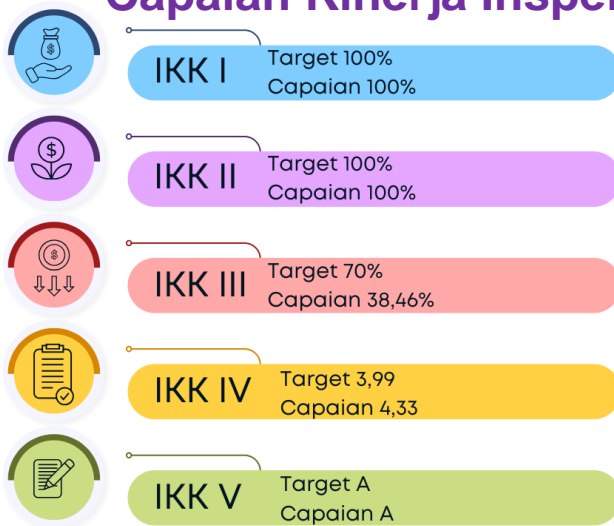 Capaian Kinerja
IKK I
Target 100%
Capaian 100%
IKK II
Target 100%
Capaian 100%
IKK III
Target 70%
Capaian 38,46%
IKK IV
Target 3,99
Capaian 4,33
IKK V
Target A
Capaian A